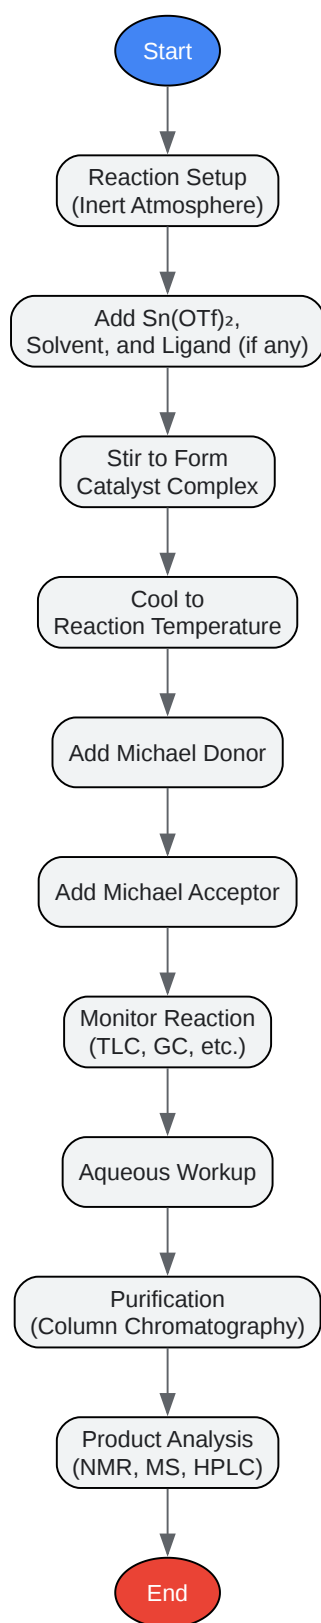 Start
Reaction Setup
(Inert Atmosphere)
Add Sn(OTf)₂,
Solvent, and Ligand (if any)
Stir to Form
Catalyst Complex
Cool to
Reaction Temperature
Add Michael Donor
Add Michael Acceptor
Monitor Reaction
(TLC, GC, etc.)
Aqueous Workup
Purification
(Column Chromatography)
Product Analysis
(NMR, MS, HPLC)
End